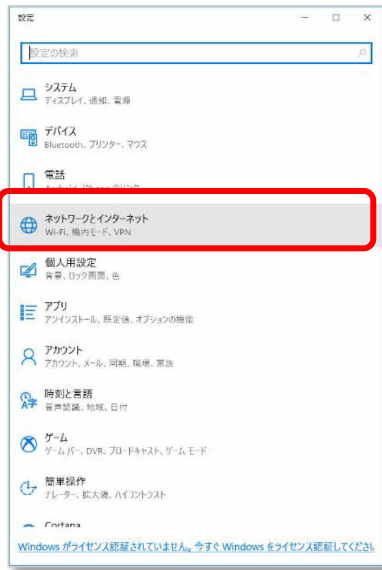 設定
設定の検索
システム
ディスプレイ、通知、電源
デバイス
Bluetooth、プリンター、マウス
電話
ネットワークとインターネット
Wi-Fi、機内モード、VPN
個人用設定
背景、ロック画面、色
アプリ
アンインストール、既定値、オプションの機能
アカウント
アカウント、メール、同期、職場、家族
時刻と言語
音声認識、地域、日付
ゲーム
ゲーム バー、DVR、ブロードキャスト、ゲーム モード
簡単操作
ナレーター、拡大鏡、ハイコントラスト
Cortana
Windows がライセンス認証されていません。今すぐ Windows をライセンス認証してくださ